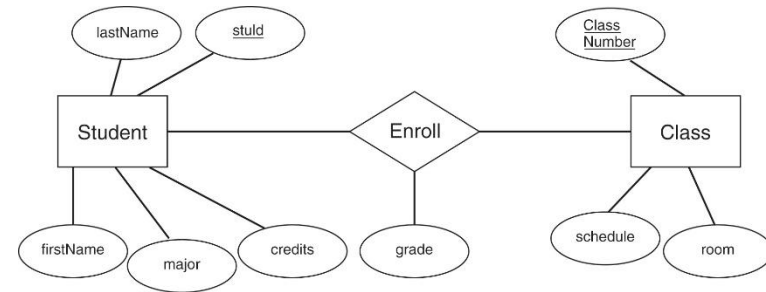 lastName
stuId
Class
Number
Student
Enroll
Class
firstName
major
credits
grade
schedule
room